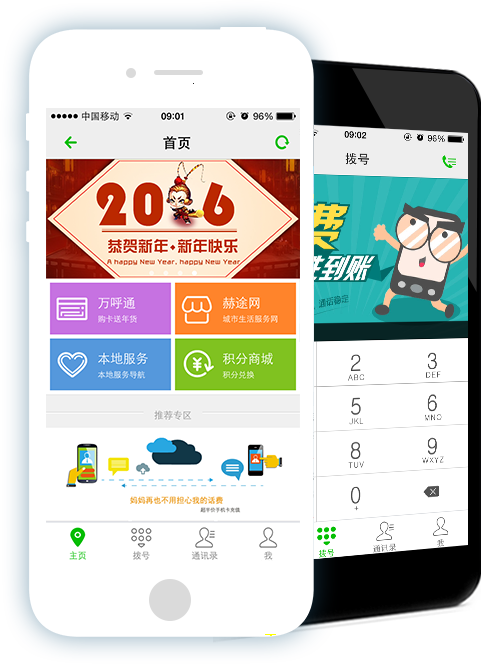 中国移动 09:01 96%
首页
2016
恭贺新年·新年快乐
A happy New Year, happy New Year
万呼通
购卡送年货
赫途网
城市生活服务网
本地服务
本地服务导航
¥
积分商城
积分兑换
推荐专区
妈妈再也不用担心我的话费
超半价手机卡充值
主页
拨号
通讯录
我
09:02 96%
拨号
费
到账
通话稳定
2
ABC
3
DEF
5
JKL
6
MNO
8
TUV
9
WXYZ
0
+
拨号
通讯录
我